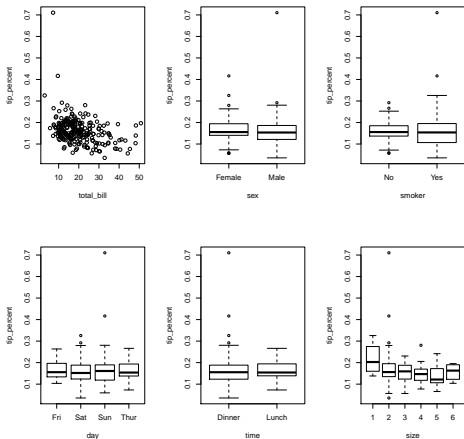 tip_percent
0.7
0.6
0.5
0.4
0.3
0.2
0.1
10 20 30 40 50
total_bill
tip_percent
0.7
0.6
0.5
0.4
0.3
0.2
0.1
Female Male
sex
tip_percent
0.7
0.6
0.5
0.4
0.3
0.2
0.1
No Yes
smoker
tip_percent
0.7
0.6
0.5
0.4
0.3
0.2
0.1
Fri Sat Sun Thur
day
tip_percent
0.7
0.6
0.5
0.4
0.3
0.2
0.1
Dinner Lunch
time
tip_percent
0.7
0.6
0.5
0.4
0.3
0.2
0.1
1 2 3 4 5 6
size